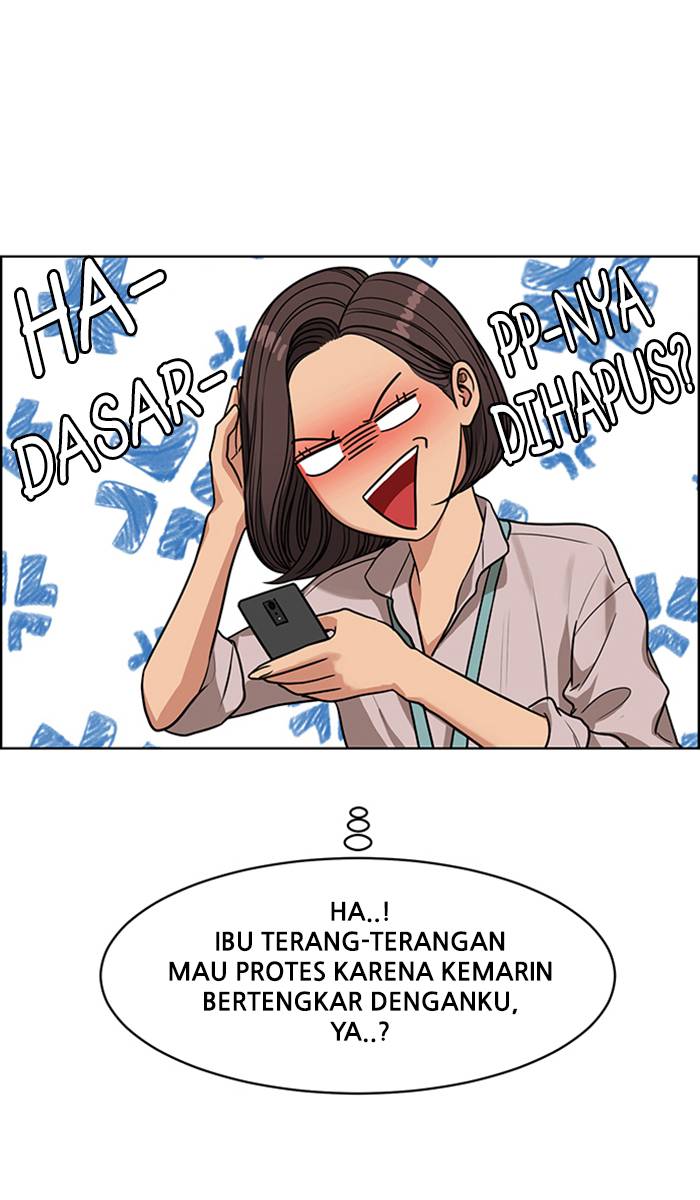 HA-
DASAR-
PP-NYA
DIHAPUS?
HA..!
IBU TERANG-TERANGAN
MAU PROTES KARENA KEMARIN
BERTENGKAR DENGANKU,
YA..?